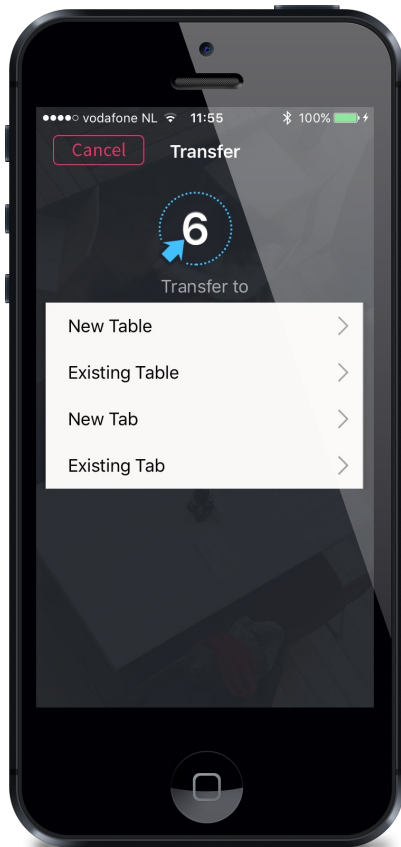 vodafone NL 11:55 100%
Cancel Transfer
6
Transfer to
New Table
Existing Table
New Tab
Existing Tab